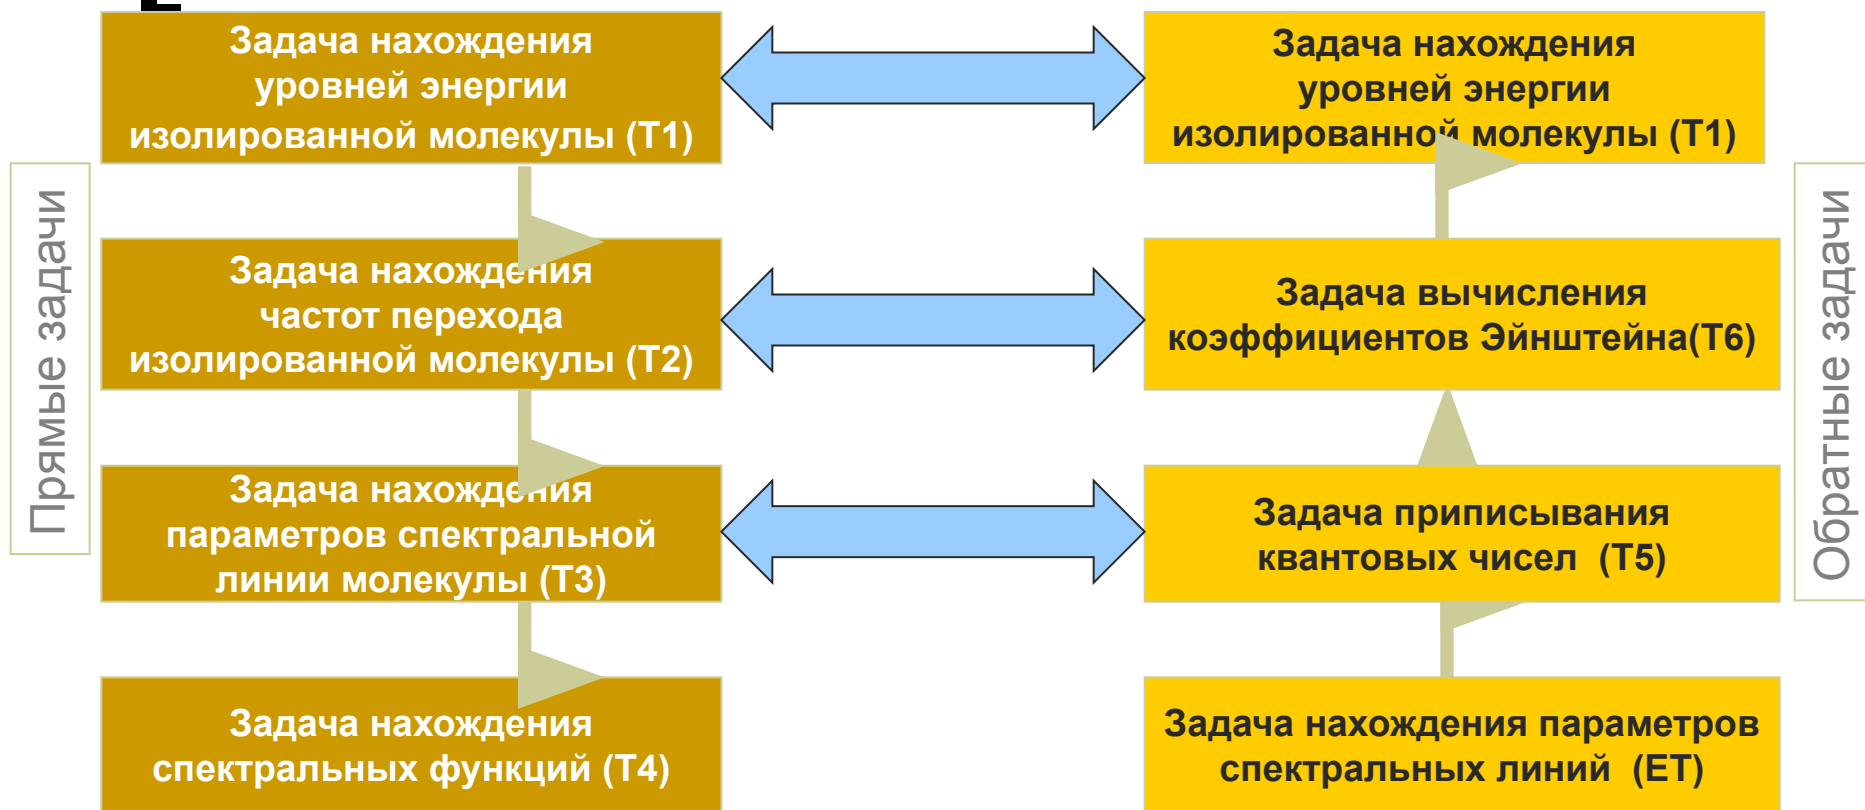 Прямые задачи
Задача нахождения
уровней энергии
изолированной молекулы (T1)
Задача нахождения
частот перехода
изолированной молекулы (T2)
Задача нахождения
параметров спектральной
линии молекулы (T3)
Задача нахождения
спектральных функций (T4)
Задача нахождения
уровней энергии
изолированной молекулы (T1)
Задача вычисления
коэффициентов Эйнштейна(T6)
Задача приписывания
квантовых чисел (T5)
Задача нахождения параметров
спектральных линий (ET)
Обратные задачи